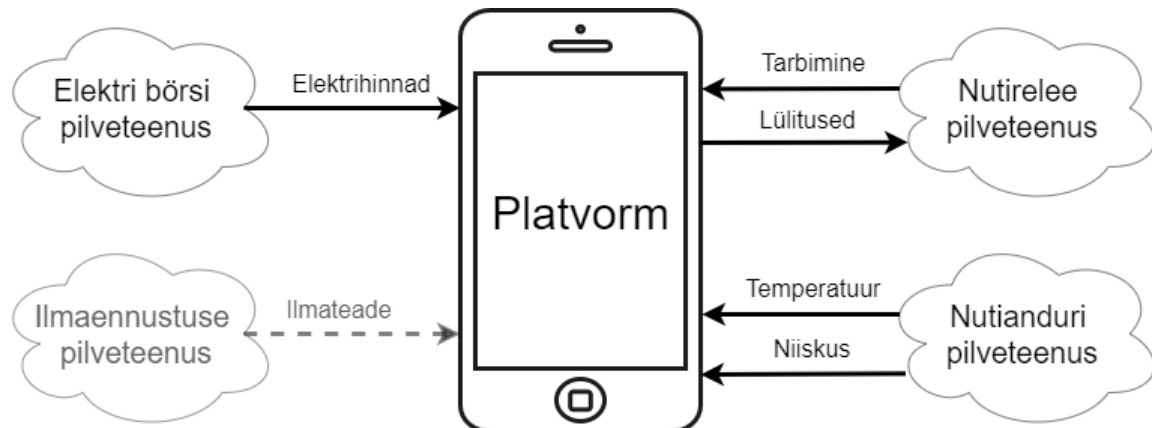 Elektri börsi
pilveteenus
Elektrihinnad
Platvorm
Tarbimine
Lülitused
Nutirelee
pilveteenus
Ilmaennustuse
pilveteenus
Ilmateade
Temperatuur
Niiskus
Nutianduri
pilveteenus